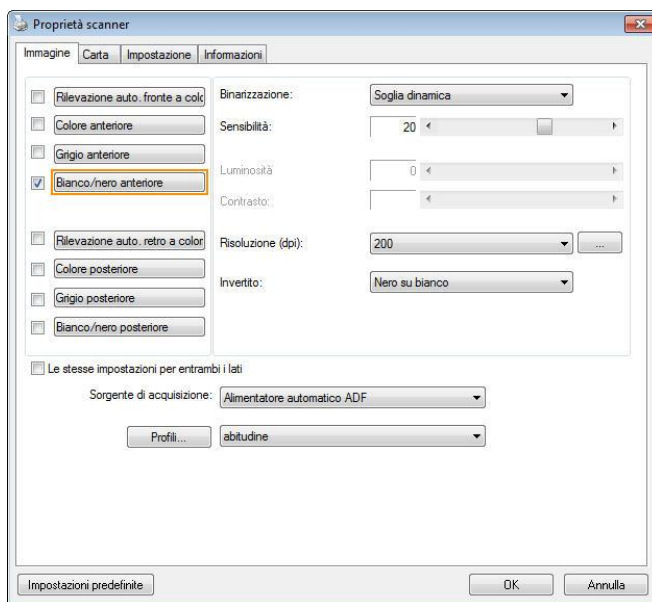 Proprietà scanner
Immagine Carta Impostazione Informazioni
Rilevazione auto. fronte a colo
Binarizzazione: Soglia dinamica
Colore anteriore
Sensibilità: 20
Grigio anteriore
Luminosità 0
Bianco/nero anteriore
Contrasto:
Rilevazione auto. retro a color
Risoluzione (dpi): 200 ...
Colore posteriore
Invertito: Nero su bianco
Grigio posteriore
Bianco/nero posteriore
Le stesse impostazioni per entrambi i lati
Sorgente di acquisizione: Alimentatore automatico ADF
Profili... abitudine
Impostazioni predefinite OK Annulla